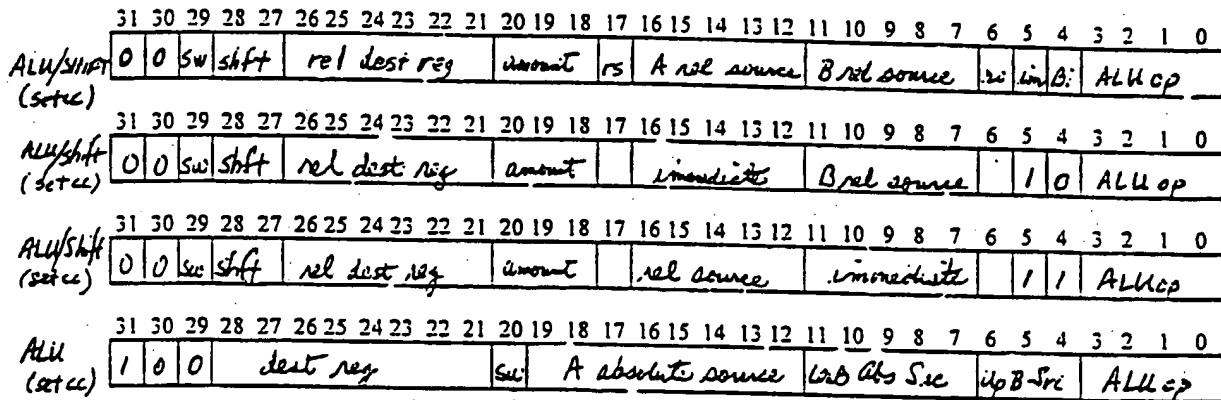 31 30 29 28 27 26 25 24 23 22 21 20 19 18 17 16 15 14 13 12 11 10 9 8 7 6 5 4 3 2 1 0
ALU/SHIFT 0 0 sw shft rel dest reg amount rs A rel source B rel source im Bi ALU op
(setcc)
31 30 29 28 27 26 25 24 23 22 21 20 19 18 17 16 15 14 13 12 11 10 9 8 7 6 5 4 3 2 1 0
ALU/shft 0 0 sw shft rel dest reg amount immediate B rel source 1 0 ALU op
(setcc)
31 30 29 28 27 26 25 24 23 22 21 20 19 18 17 16 15 14 13 12 11 10 9 8 7 6 5 4 3 2 1 0
ALU/Shift 0 0 sw shft rel dest reg amount rel source immediate 1 1 ALU op
(setcc)
31 30 29 28 27 26 25 24 23 22 21 20 19 18 17 16 15 14 13 12 11 10 9 8 7 6 5 4 3 2 1 0
ALU 1 0 0 dest reg sw A absolute source B Abs Src ALU op
(setcc)